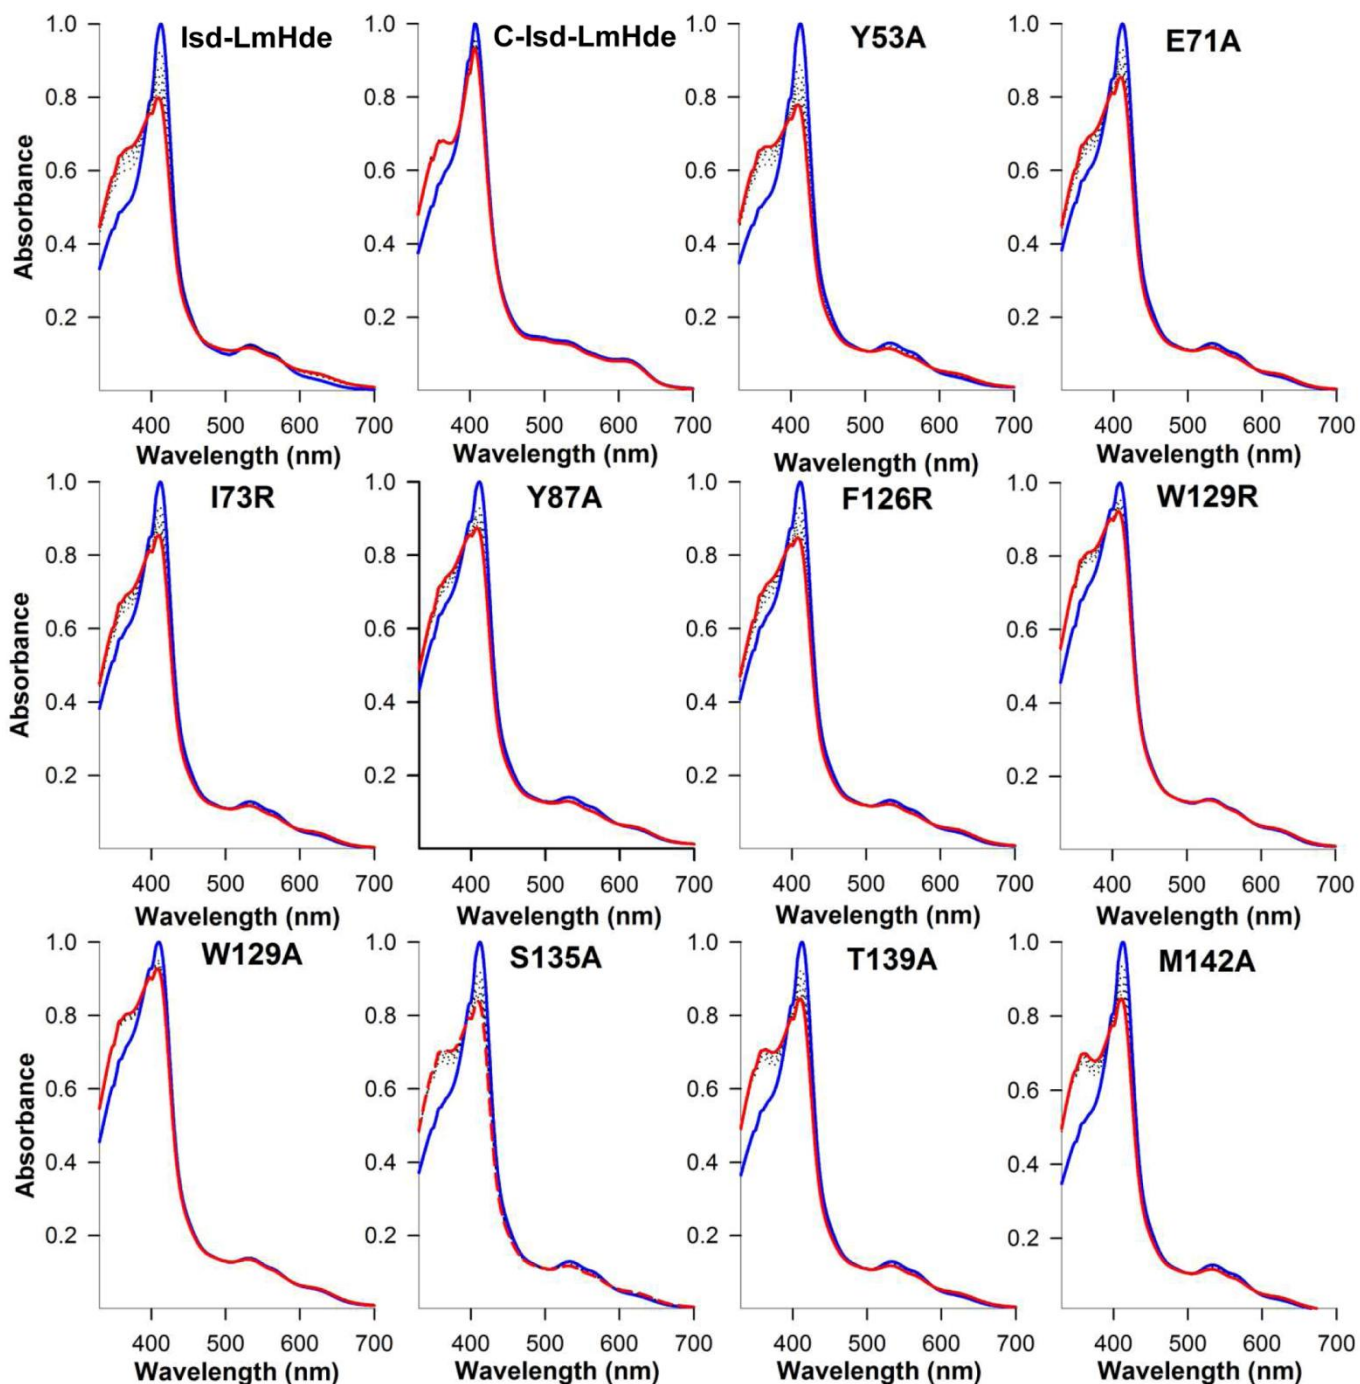 Isd-LmHde
C-Isd-LmHde
Y53A
E71A
1.0 1.0 1.0 1.0
0.8 0.8 0.8 0.8
0.6 0.6 0.6 0.6
0.4 0.4 0.4 0.4
0.2 0.2 0.2 0.2
Absorbance
400 500 600 700 400 500 600 700 400 500 600 700 400 500 600 700
Wavelength (nm) Wavelength (nm) Wavelength (nm) Wavelength (nm)
I73R
Y87A
F126R
W129R
1.0 1.0 1.0 1.0
0.8 0.8 0.8 0.8
0.6 0.6 0.6 0.6
0.4 0.4 0.4 0.4
0.2 0.2 0.2 0.2
Absorbance
400 500 600 700 400 500 600 700 400 500 600 700 400 500 600 700
Wavelength (nm) Wavelength (nm) Wavelength (nm) Wavelength (nm)
W129A
S135A
T139A
M142A
1.0 1.0 1.0 1.0
0.8 0.8 0.8 0.8
0.6 0.6 0.6 0.6
0.4 0.4 0.4 0.4
0.2 0.2 0.2 0.2
Absorbance
400 500 600 700 400 500 600 700 400 500 600 700 400 500 600 700
Wavelength (nm) Wavelength (nm) Wavelength (nm) Wavelength (nm)